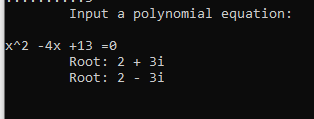 Input a polynomial equation:
x^2 -4x +13 =0
Root: 2 + 3i
Root: 2 - 3i